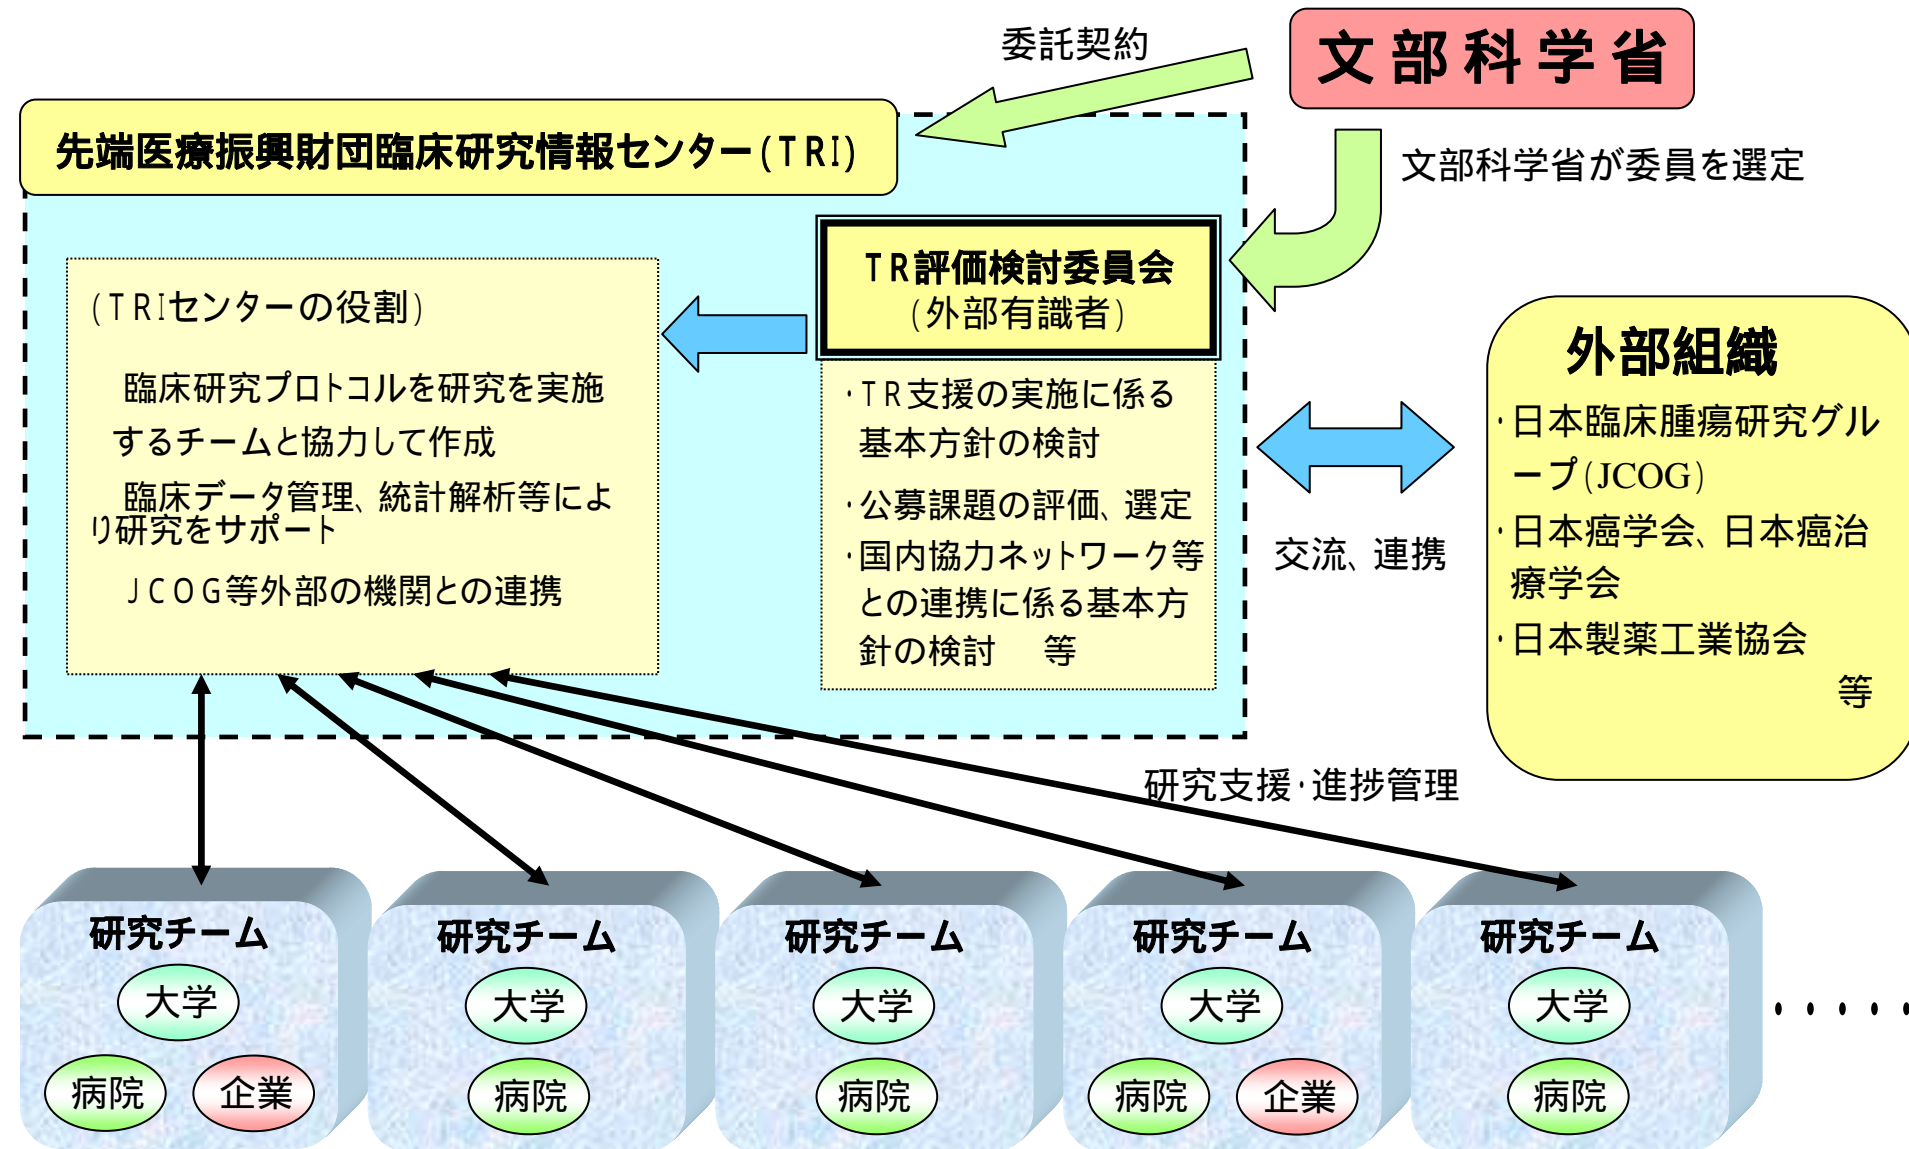 委託契約
文部科学省
先端医療振興財団臨床研究情報センター(TRI)
文部科学省が委員を選定
TR評価検討委員会
(外部有識者)
(TRIセンターの役割)
臨床研究プロトコルを研究を実施
するチームと協力して作成
臨床データ管理、統計解析等によ
り研究をサポート
JCOG等外部の機関との連携
・TR支援の実施に係る
基本方針の検討
・公募課題の評価、選定
・国内協力ネットワーク等
との連携に係る基本方
針の検討 等
交流、連携
外部組織
・日本臨床腫瘍研究グル
ープ(JCOG)
・日本癌学会、日本癌治
療学会
・日本製薬工業協会
等
研究支援・進捗管理
研究チーム
大学
病院 企業
研究チーム
大学
病院
研究チーム
大学
病院
研究チーム
大学
病院 企業
研究チーム
大学
病院
・・・・・